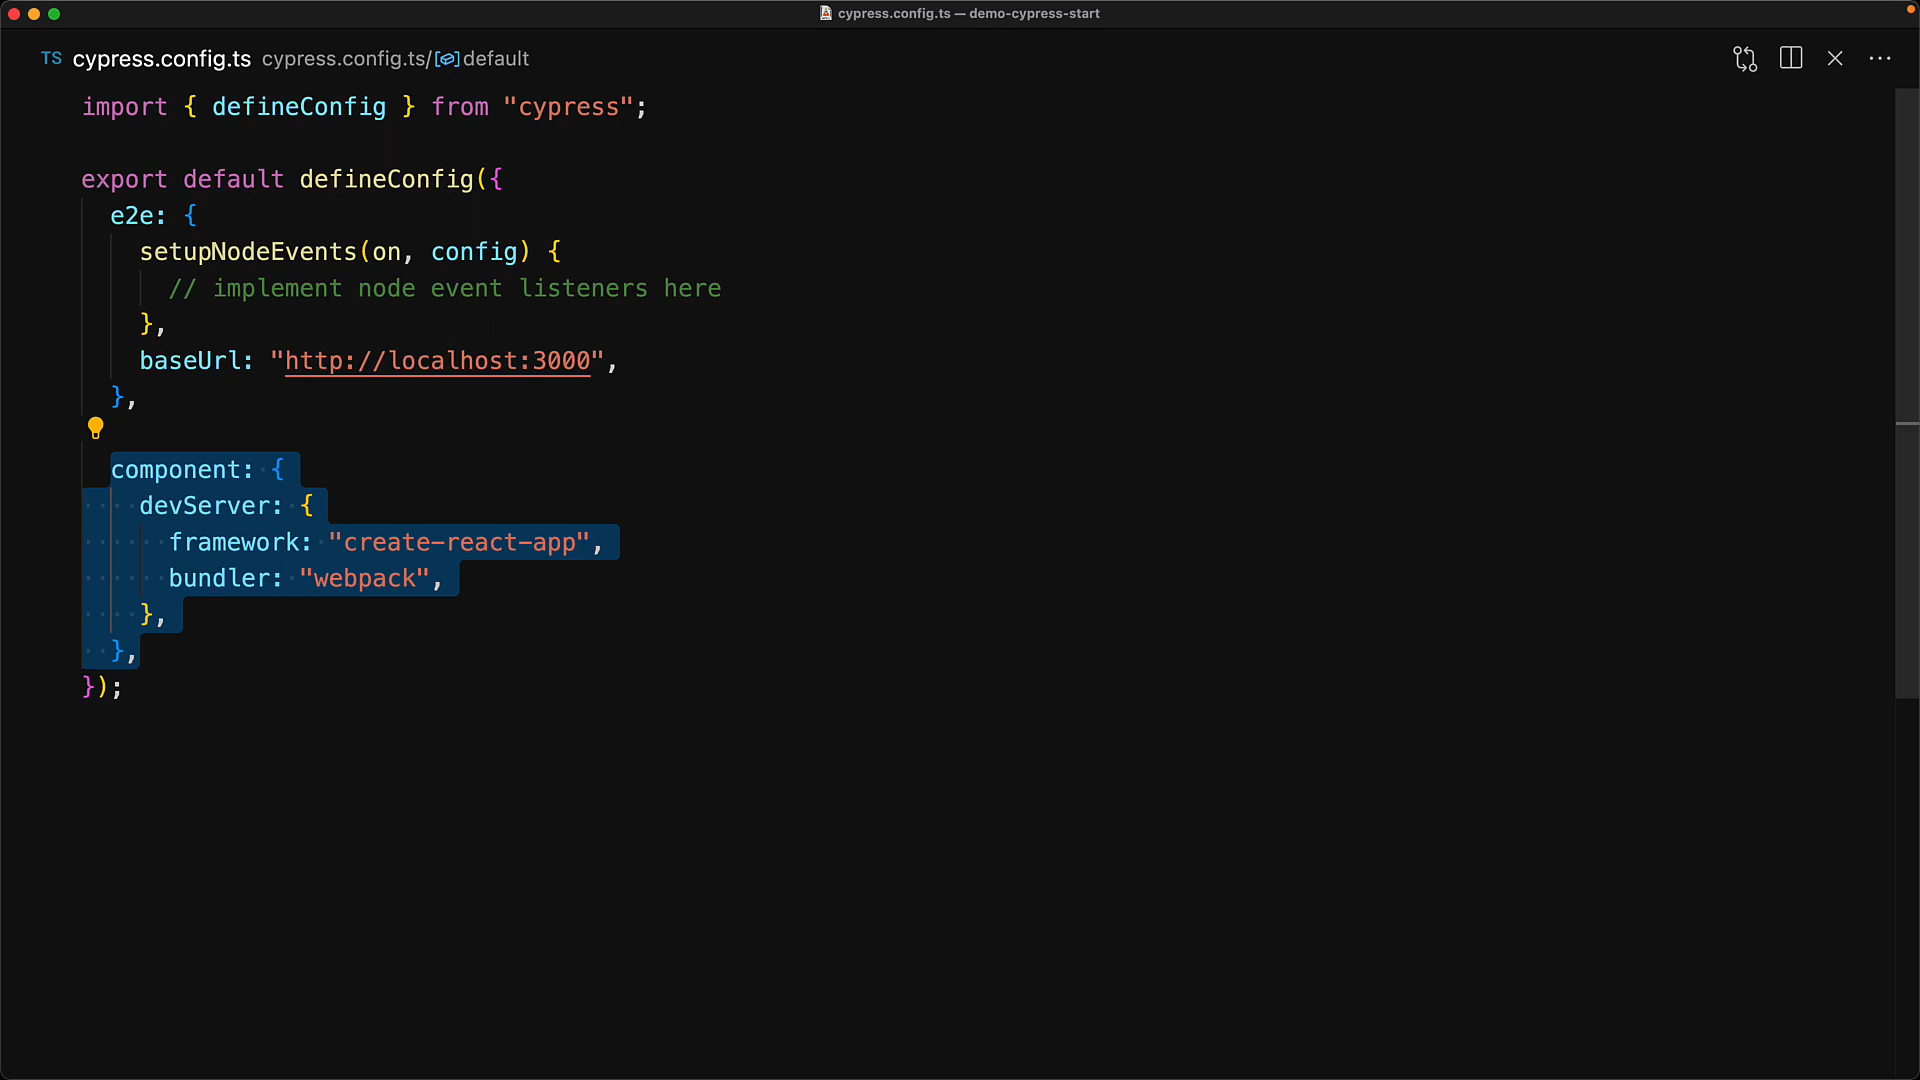 cypress.config.ts — demo-cypress-start
TS cypress.config.ts cypress.config.ts/default
import { defineConfig } from "cypress";
export default defineConfig({
  e2e: {
    setupNodeEvents(on, config) {
      // implement node event listeners here
    },
    baseUrl: "http://localhost:3000",
  },
  component: {
    devServer: {
      framework: "create-react-app",
      bundler: "webpack",
    },
  },
});